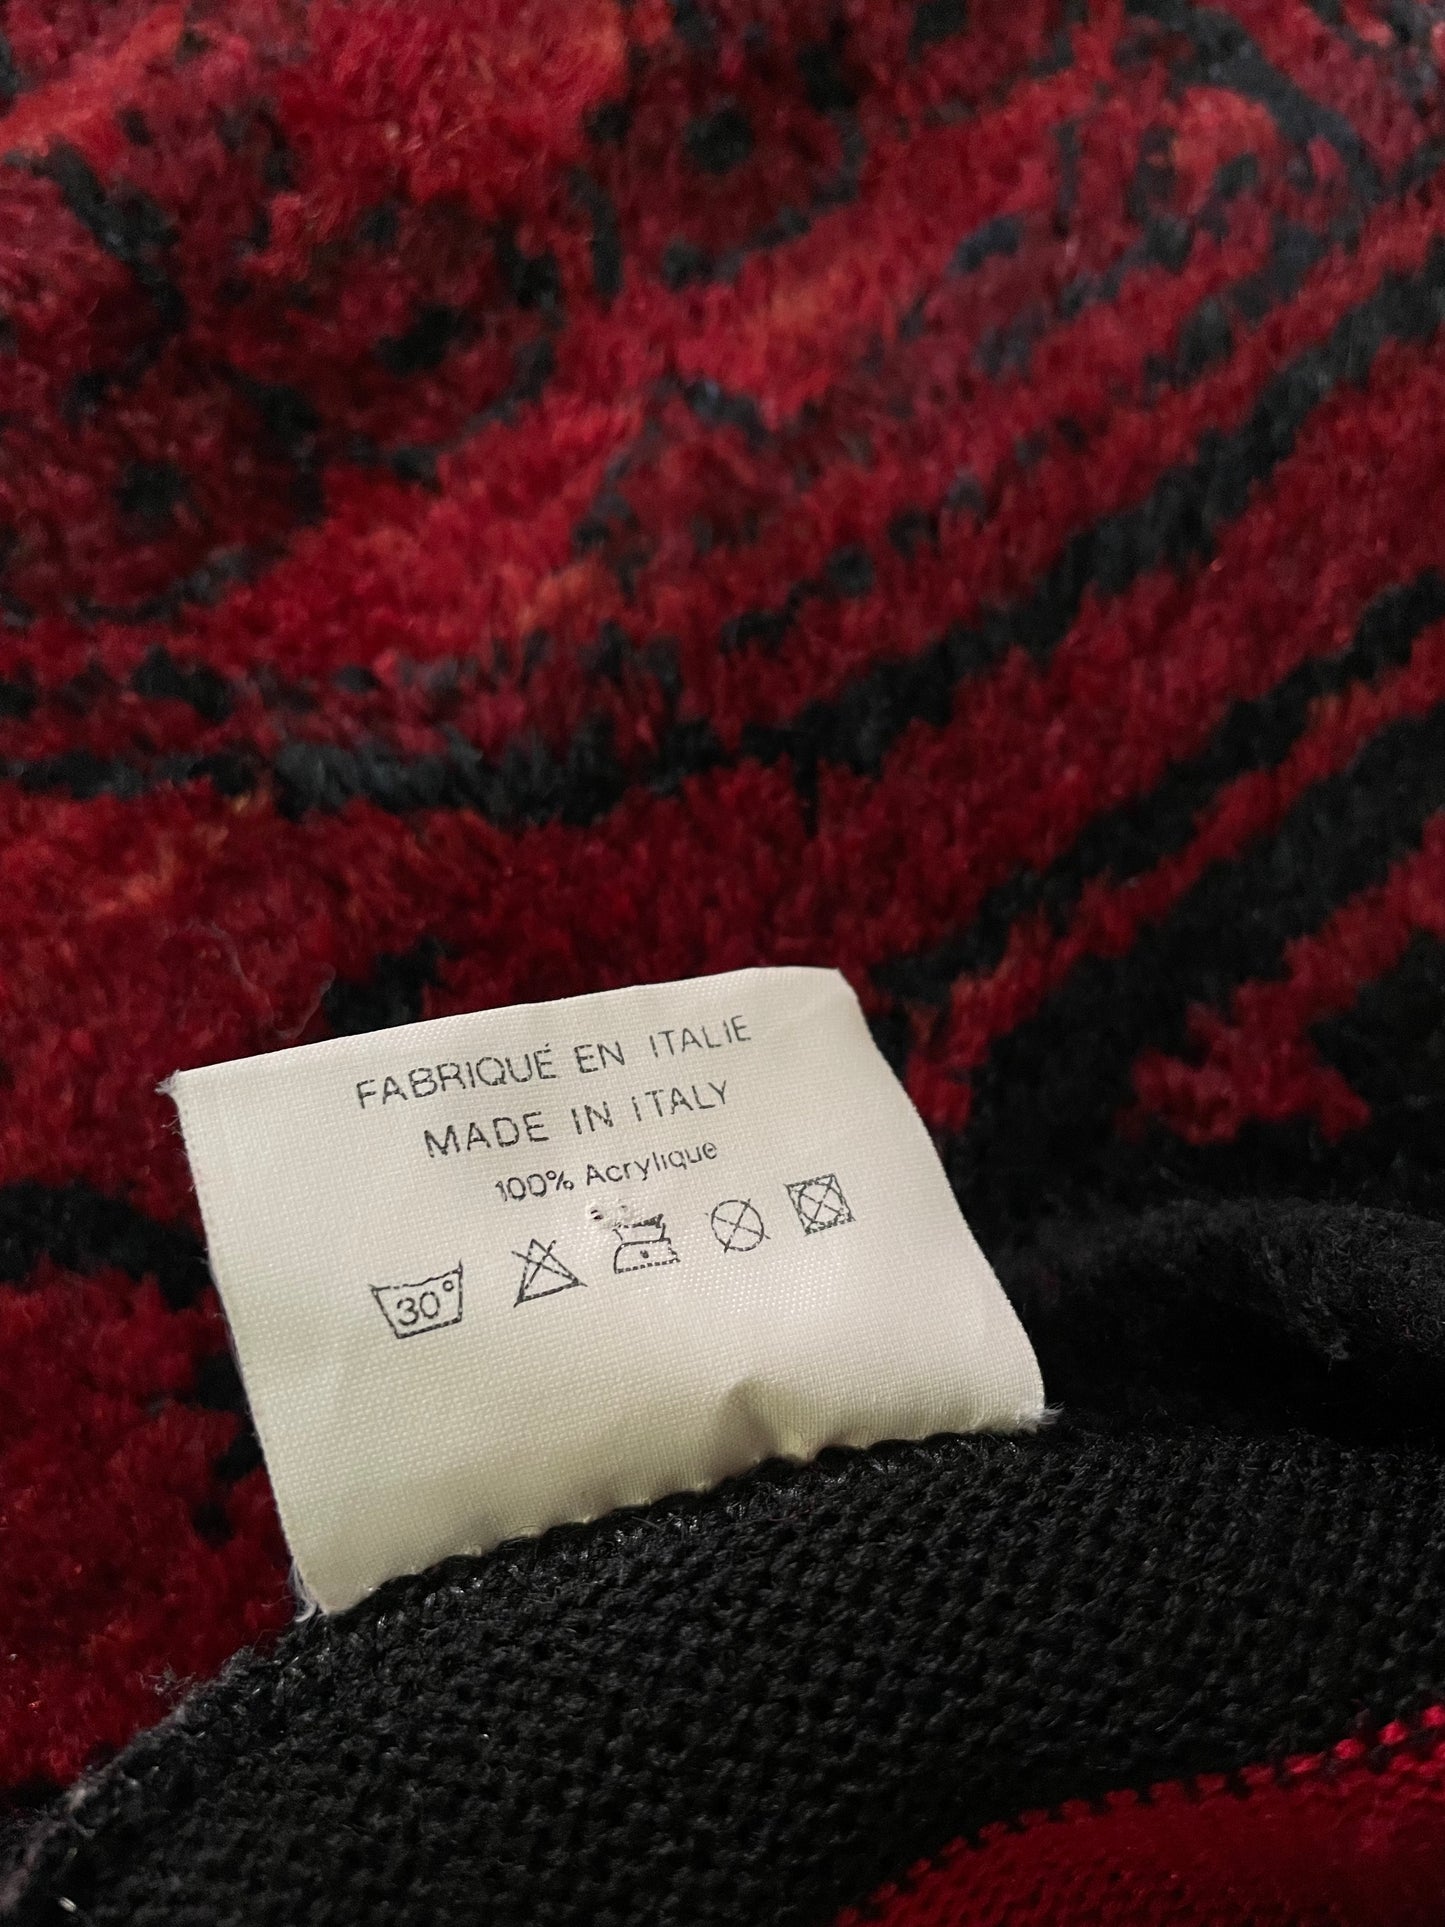 FABRIQUÉ EN ITALIE
MADE IN ITALY
100% Acrylique
30°